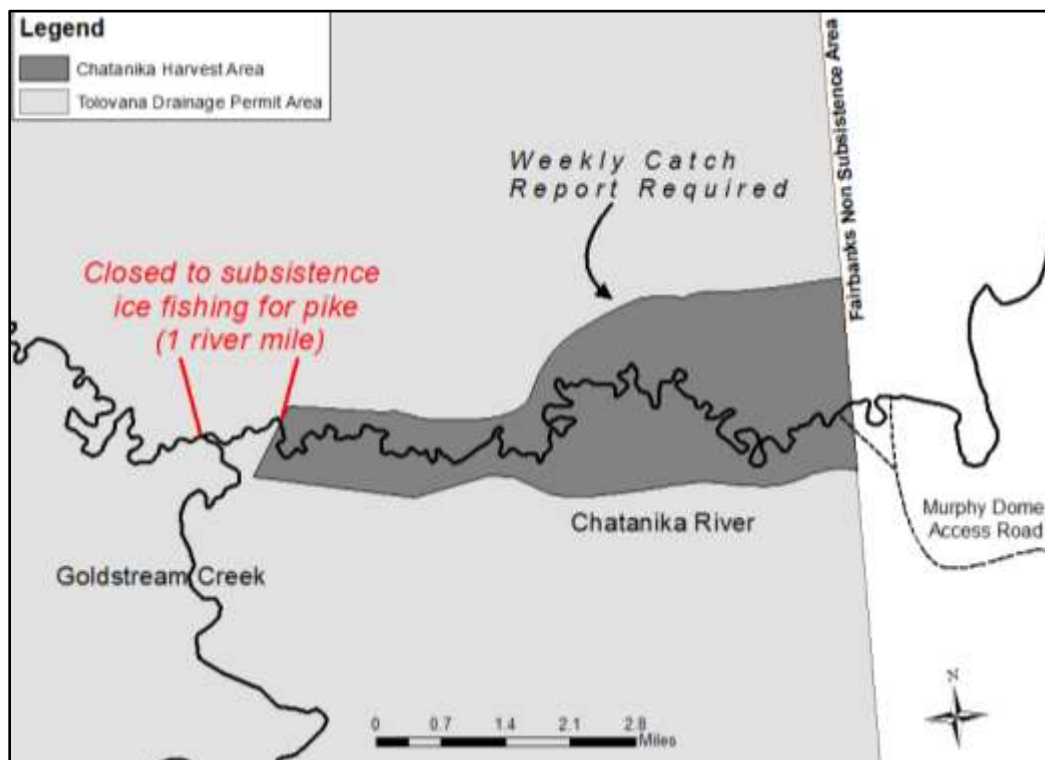 Legend
Chatanika Harvest Area
Tolovana Drainage Permit Area
Weekly Catch
Report Required
Fairbanks Non Subsistence Area
Closed to subsistence
ice fishing for pike
(1 river mile)
Chatanika River
Murphy Dome
Access Road
Goldstream Creek
N
0 0.7 1.4 2.1 2.8
Miles